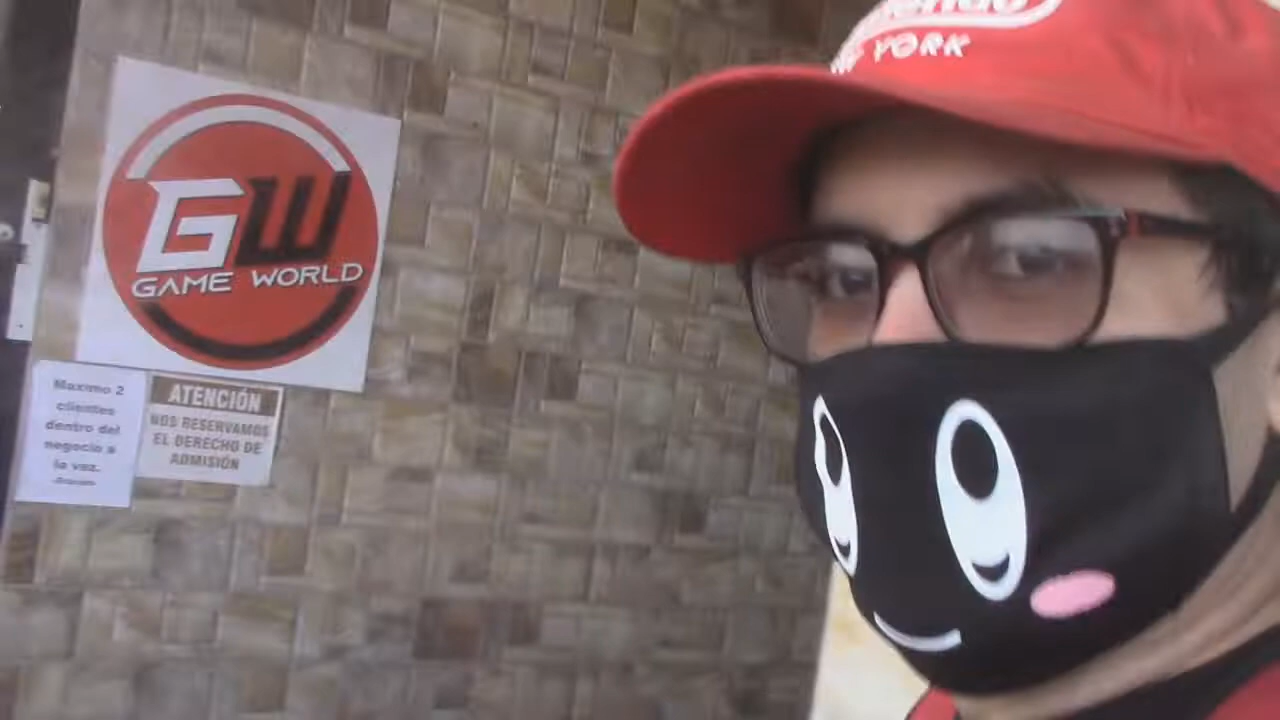 GW
GAME WORLD
Maximo 2
clientes
dentro del
negocio a
la vez.
ATENCIÓN
NOS RESERVAMOS
EL DERECHO DE
ADMISIÓN
YORK